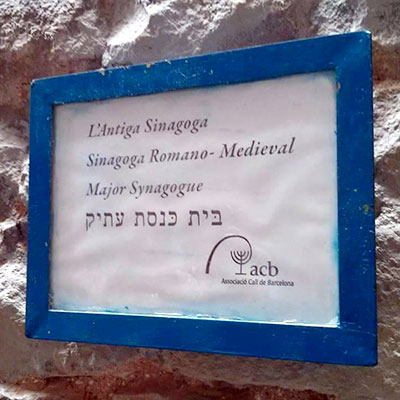 L'Antiga Sinagoga
Sinagoga Romano- Medieval
Major Synagogue
בית כנסת עתיק
acb
Associació Call de Barcelona